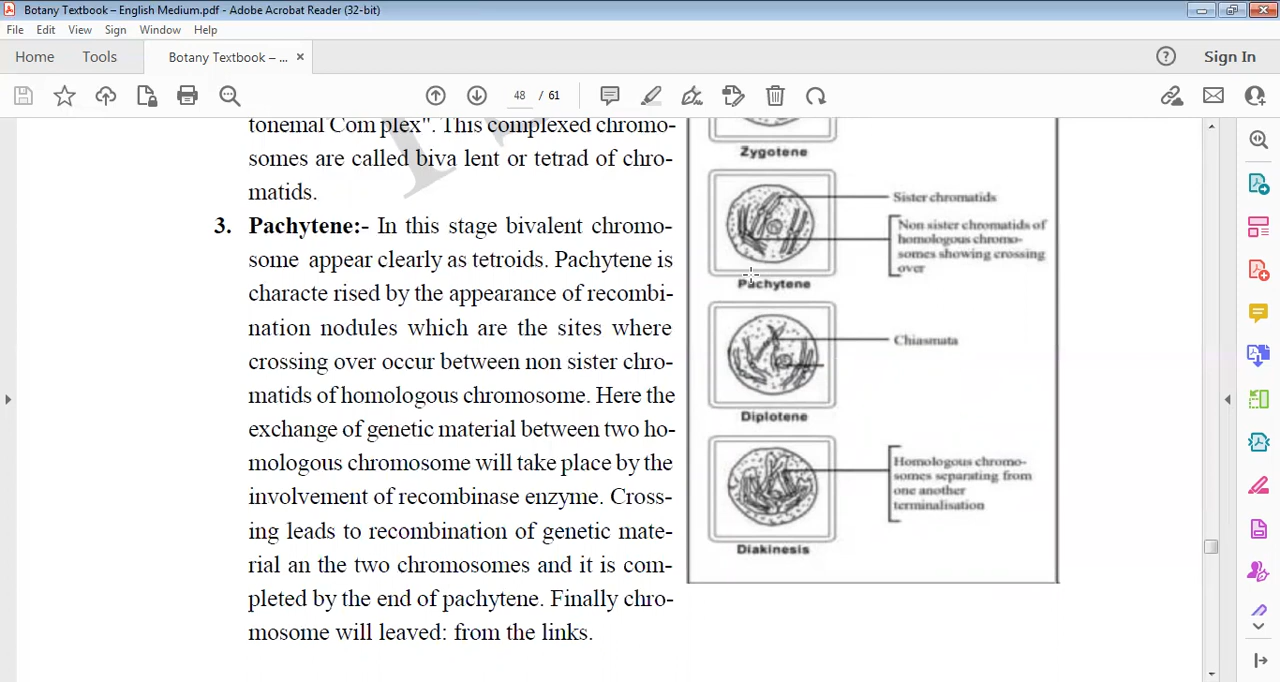 Botany Textbook – English Medium.pdf - Adobe Acrobat Reader (32-bit)
File Edit View Sign Window Help
Home Tools Botany Textbook – ... × Sign In
48 / 61
tonemal Com plex". This complexed chromo-
somes are called biva lent or tetrad of chro-
matids.
3. Pachytene:- In this stage bivalent chromo-
some appear clearly as tetroids. Pachytene is
characte rised by the appearance of recombi-
nation nodules which are the sites where
crossing over occur between non sister chro-
matids of homologous chromosome. Here the
exchange of genetic material between two ho-
mologous chromosome will take place by the
involvement of recombinase enzyme. Cross-
ing leads to recombination of genetic mate-
rial an the two chromosomes and it is com-
pleted by the end of pachytene. Finally chro-
mosome will leaved: from the links.
Zygotene
Sister chromatids
Non sister chromatids of
homologous chromo-
somes showing crossing
over
Pachytene
Chiasmata
Diplotene
Homologous chromo-
somes separating from
one another
terminalisation
Diakinesis